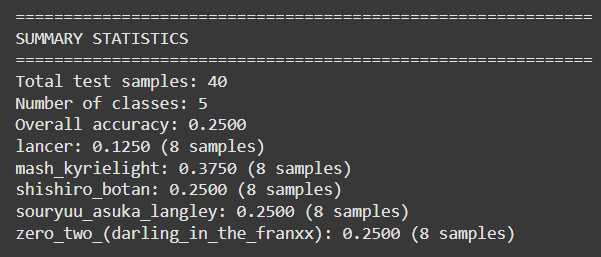 ============================================================
SUMMARY STATISTICS
============================================================
Total test samples: 40
Number of classes: 5
Overall accuracy: 0.2500
lancer: 0.1250 (8 samples)
mash_kyrielight: 0.3750 (8 samples)
shishiro_botan: 0.2500 (8 samples)
souryuu_asuka_langley: 0.2500 (8 samples)
zero_two_(darling_in_the_franxx): 0.2500 (8 samples)